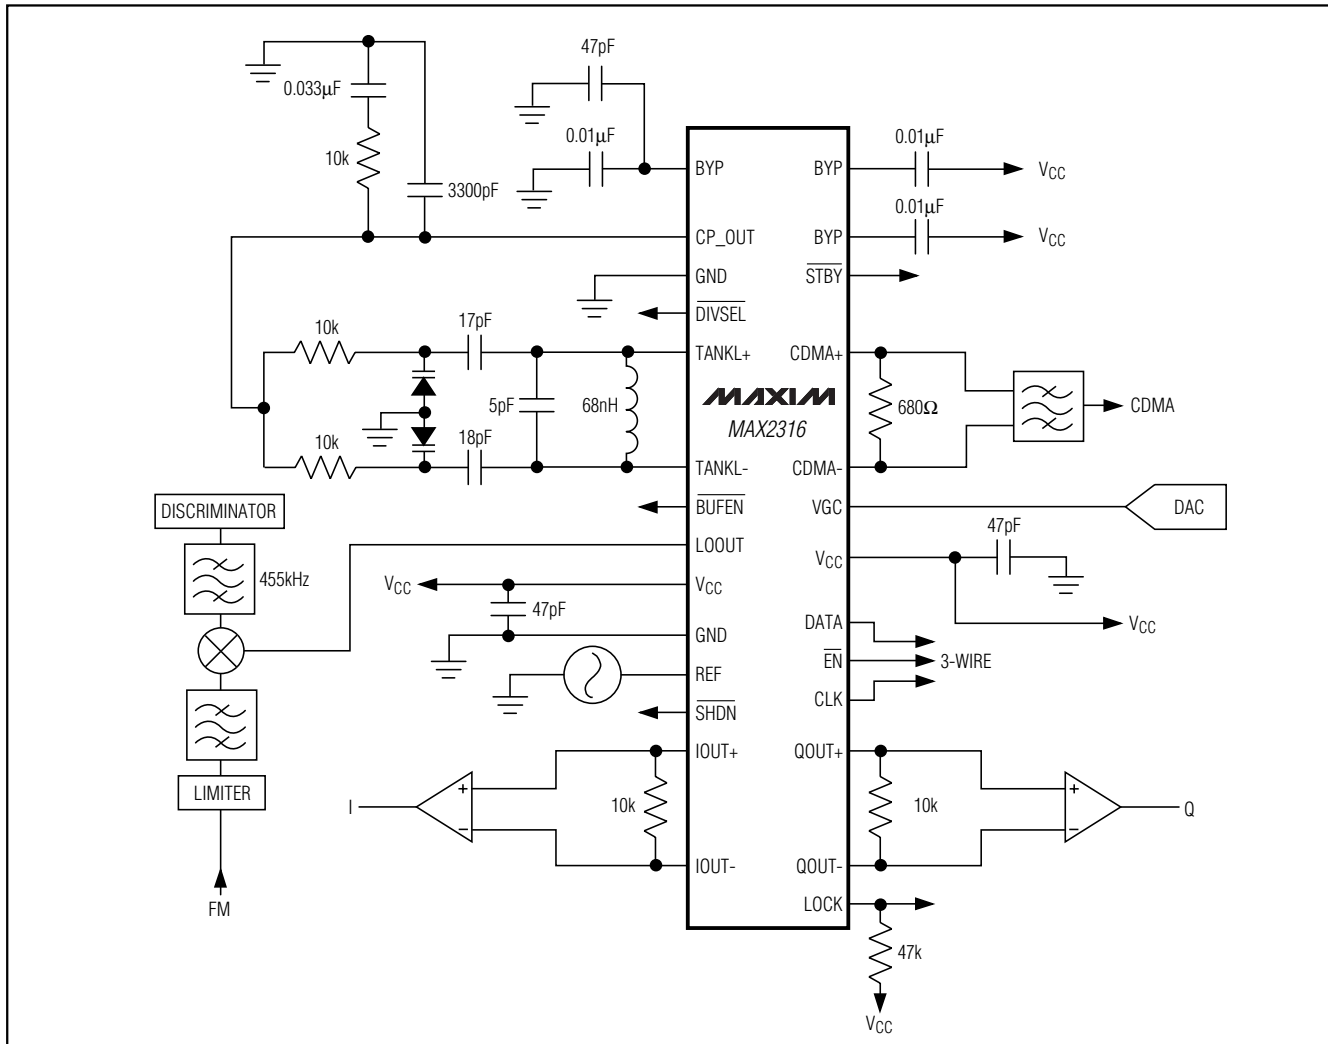 47pF
0.033μF
0.01μF
0.01μF
10k
BYP
BYP
VCC
3300pF
0.01μF
CP_OUT
BYP
VCC
GND
STBY
DIVSEL
10k
17pF
TANKL+
CDMA+
5pF
68nH
MAXIM
MAX2316
680Ω
CDMA
10k
18pF
TANKL-
CDMA-
BUFEN
VGC
DAC
DISCRIMINATOR
47pF
LOOUT
VCC
455kHz
VCC
VCC
47pF
DATA
VCC
GND
EN
3-WIRE
REF
CLK
SHDN
IOUT+
QOUT+
LIMITER
I
+
−
10k
10k
+
−
Q
IOUT-
QOUT-
FM
LOCK
47k
VCC